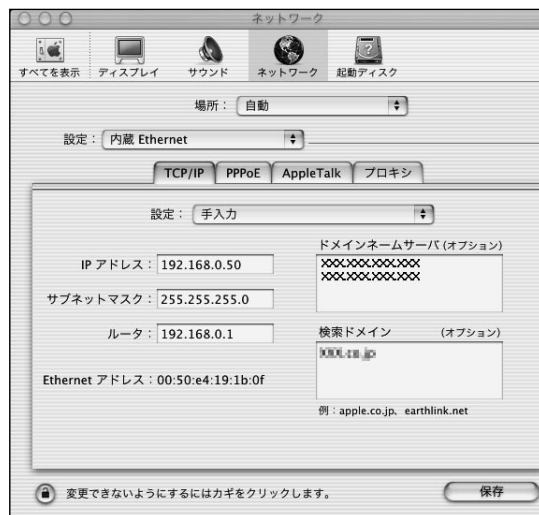 ネットワーク
すべてを表示 ディスプレイ サウンド ネットワーク 起動ディスク
場所： 自動
設定： 内蔵 Ethernet
TCP/IP PPPoE AppleTalk プロキシ
設定： 手入力
ドメインネームサーバ (オプション)
IP アドレス： 192.168.0.50
XXX.XXX.XXX.XXX
XXX.XXX.XXX.XXX
サブネットマスク： 255.255.255.0
ルータ： 192.168.0.1
検索ドメイン (オプション)
Ethernet アドレス：00:50:e4:19:1b:0f
例：apple.co.jp、earthlink.net
変更できないようにするにはカギをクリックします。
保存